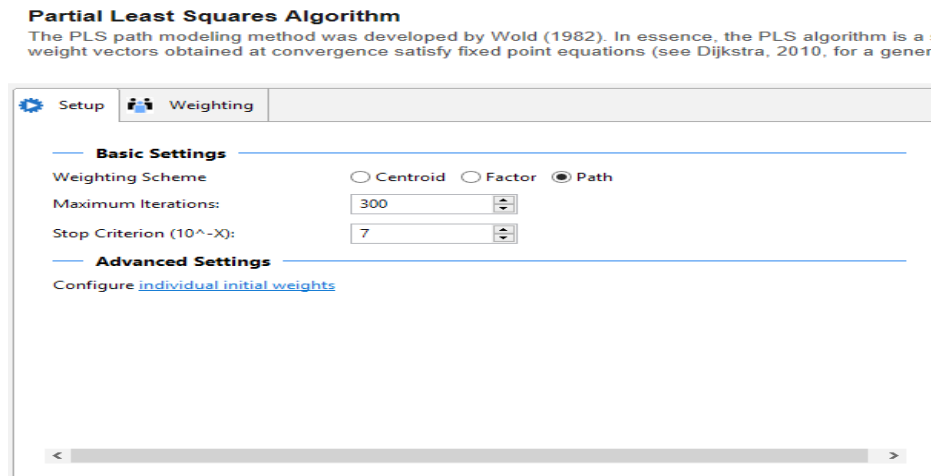 Partial Least Squares Algorithm
The PLS path modeling method was developed by Wold (1982). In essence, the PLS algorithm is a
weight vectors obtained at convergence satisfy fixed point equations (see Dijkstra, 2010, for a gener
Setup Weighting
Basic Settings
Weighting Scheme Centroid Factor Path
Maximum Iterations: 300
Stop Criterion (10^-X): 7
Advanced Settings
Configure individual initial weights